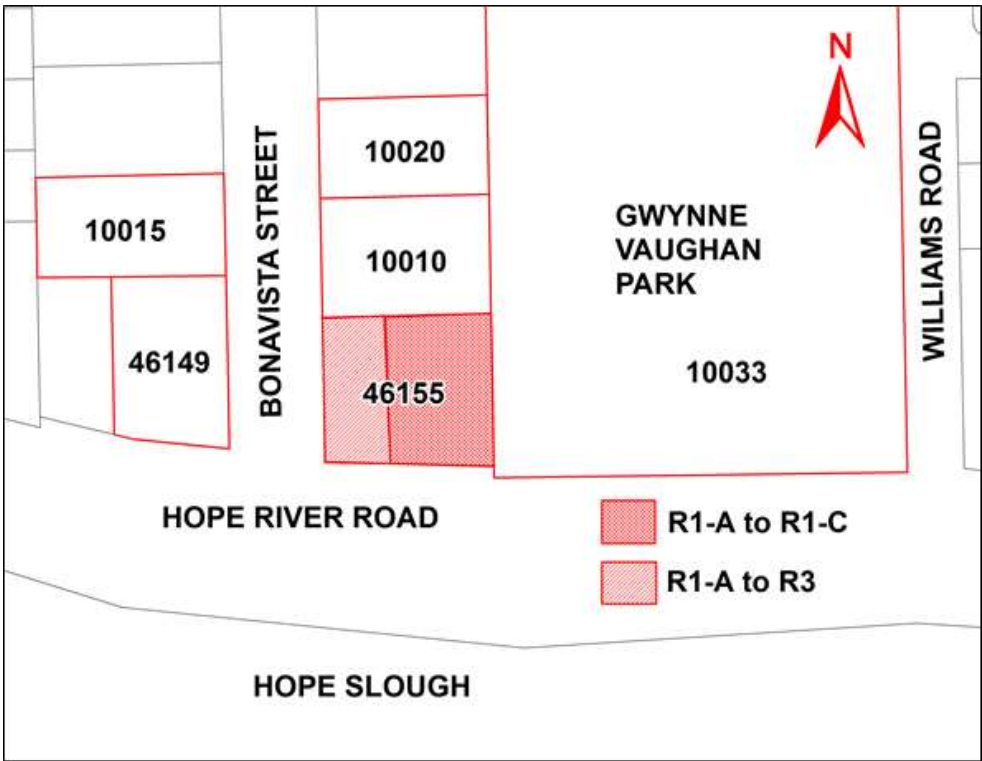 N
10020
10015
BONAVISTA STREET
10010
GWYNNE
VAUGHAN
PARK
WILLIAMS ROAD
46149
46155
10033
HOPE RIVER ROAD
R1-A to R1-C
R1-A to R3
HOPE SLOUGH